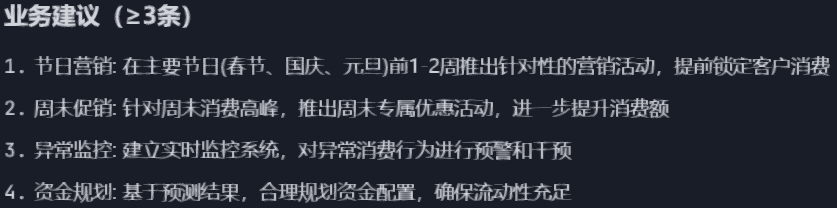 业务建议（≥3条）
1. 节日营销: 在主要节日(春节、国庆、元旦)前1-2周推出针对性的营销活动，提前锁定客户消费
2. 周末促销: 针对周末消费高峰，推出周末专属优惠活动，进一步提升消费额
3. 异常监控: 建立实时监控系统，对异常消费行为进行预警和干预
4. 资金规划: 基于预测结果，合理规划资金配置，确保流动性充足